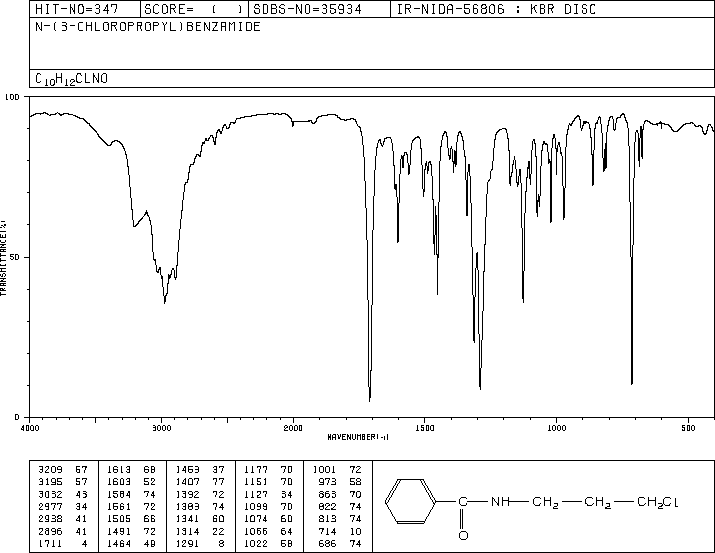 HIT-NO=347 SCORE= ( ) SDBS-NO=35934 IR-NIDA-56806 : KBR DISC
N-(3-CHLOROPROPYL)BENZAMIDE
C10H12CLNO
100
50
0
TRANSMITTANCE(%)
4000 3000 2000 1500 1000 500
WAVENUMBER(-1)
3209 57 1613 68 1453 37 1177 70 1001 72
3195 57 1603 52 1407 77 1151 70 973 58
3032 43 1584 74 1392 72 1127 34 863 70
2977 34 1561 72 1383 74 1099 70 822 74
2938 41 1505 66 1341 60 1074 60 813 74
2896 41 1491 72 1314 22 1066 64 714 10
1711 4 1464 49 1291 8 1022 58 686 74
C NH CH2 CH2 CH2Cl
O